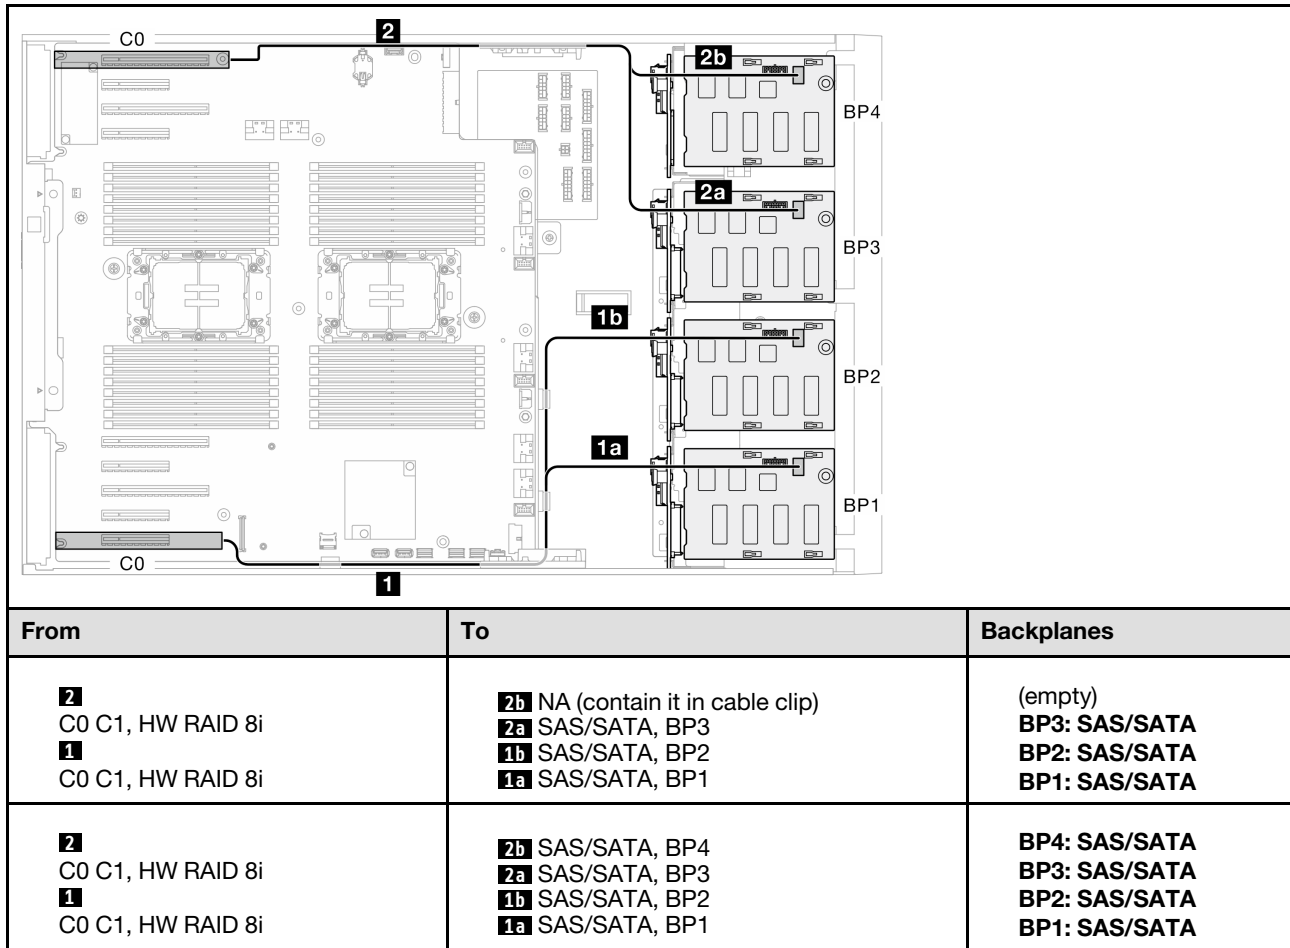 C0
2
2b
BP4
2a
BP3
1b
BP2
1a
BP1
C0
1
From To Backplanes
2
C0 C1, HW RAID 8i
1
C0 C1, HW RAID 8i
2b NA (contain it in cable clip)
2a SAS/SATA, BP3
1b SAS/SATA, BP2
1a SAS/SATA, BP1
(empty)
BP3: SAS/SATA
BP2: SAS/SATA
BP1: SAS/SATA
2
C0 C1, HW RAID 8i
1
C0 C1, HW RAID 8i
2b SAS/SATA, BP4
2a SAS/SATA, BP3
1b SAS/SATA, BP2
1a SAS/SATA, BP1
BP4: SAS/SATA
BP3: SAS/SATA
BP2: SAS/SATA
BP1: SAS/SATA